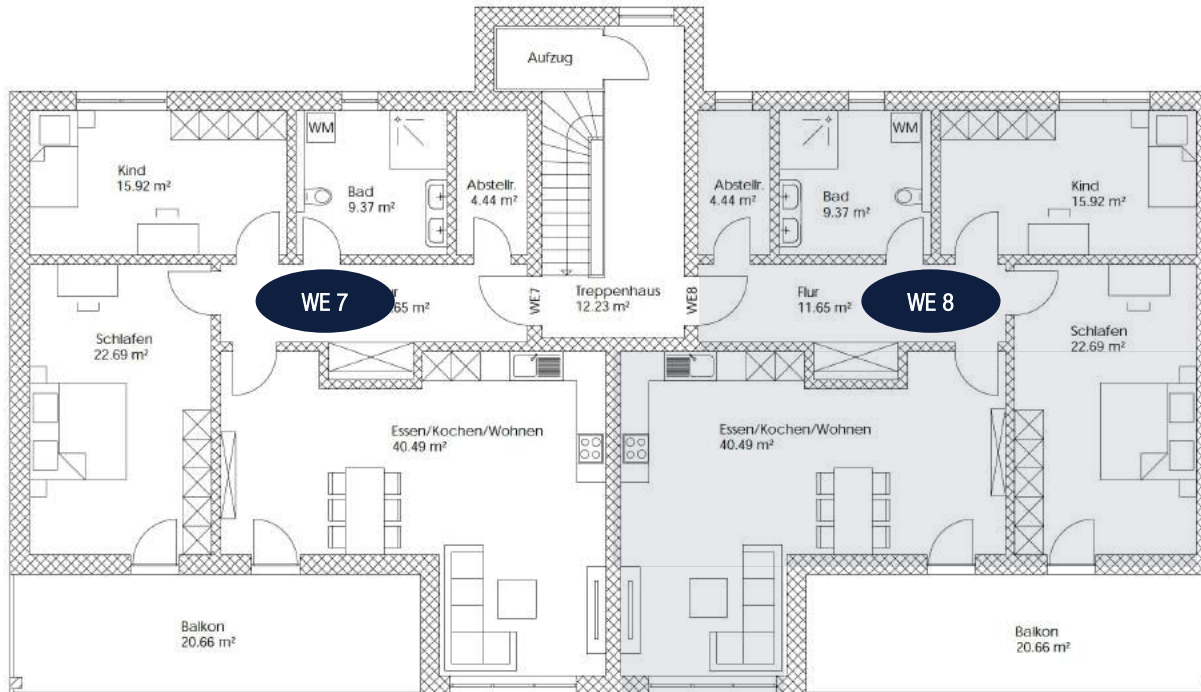 Aufzug
WM
WM
Kind
15.92 m²
Bad
9.37 m²
Abstellr.
4.44 m²
Abstellr.
4.44 m²
Bad
9.37 m²
Kind
15.92 m²
WE 7
.65 m²
WE7
Treppenhaus
12.23 m²
WE8
Flur
11.65 m²
WE 8
Schlafen
22.69 m²
Schlafen
22.69 m²
Essen/Kochen/Wohnen
40.49 m²
Essen/Kochen/Wohnen
40.49 m²
Balkon
20.66 m²
Balkon
20.66 m²